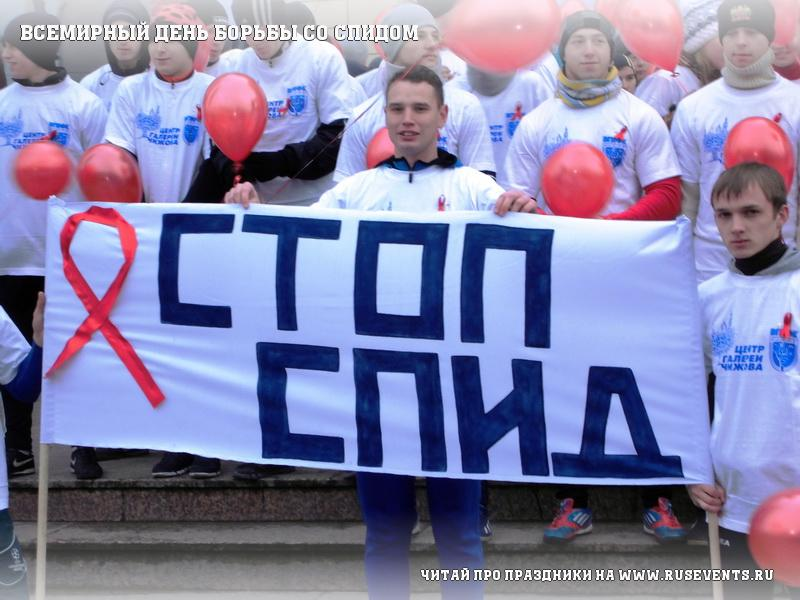 ВСЕМИРНЫЙ ДЕНЬ БОРЬБЫ СО СПИДОМ
СТОП
СПИД
ЦЕНТР
ГАЛЕРЕИ
ЧИЖОВА
ЧИТАЙ ПРО ПРАЗДНИКИ НА WWW.RUSEVENTS.RU